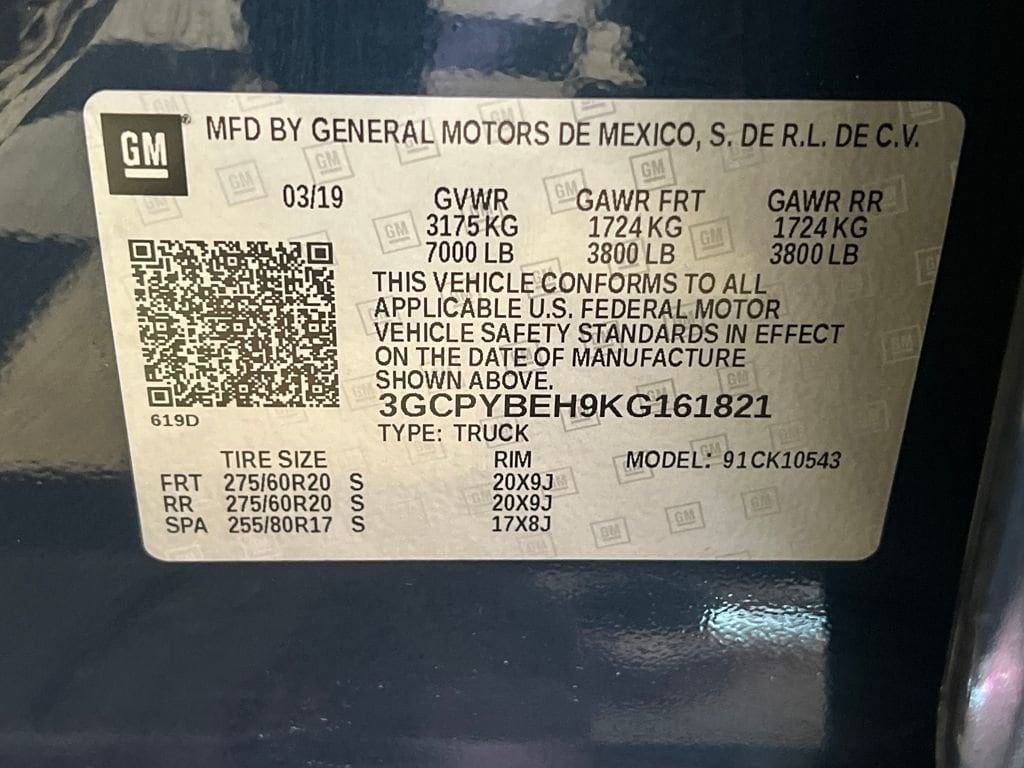 GM® MFD BY GENERAL MOTORS DE MEXICO, S. DE R.L. DE C.V.
03/19 GVWR GAWR FRT GAWR RR
3175 KG 1724 KG 1724 KG
7000 LB 3800 LB 3800 LB
THIS VEHICLE CONFORMS TO ALL
APPLICABLE U.S. FEDERAL MOTOR
VEHICLE SAFETY STANDARDS IN EFFECT
ON THE DATE OF MANUFACTURE
SHOWN ABOVE.
3GCPYBEH9KG161821
619D
TYPE: TRUCK
TIRE SIZE RIM MODEL: 91CK10543
FRT 275/60R20 S 20X9J
RR 275/60R20 S 20X9J
SPA 255/80R17 S 17X8J